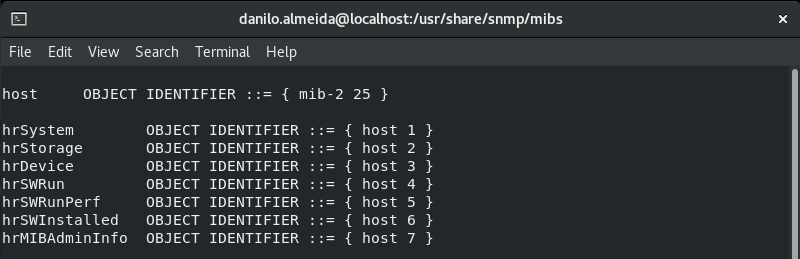 danilo.almeida@localhost:/usr/share/snmp/mibs
File Edit View Search Terminal Help
host     OBJECT IDENTIFIER ::= { mib-2 25 }
hrSystem        OBJECT IDENTIFIER ::= { host 1 }
hrStorage       OBJECT IDENTIFIER ::= { host 2 }
hrDevice        OBJECT IDENTIFIER ::= { host 3 }
hrSWRun         OBJECT IDENTIFIER ::= { host 4 }
hrSWRunPerf     OBJECT IDENTIFIER ::= { host 5 }
hrSWInstalled   OBJECT IDENTIFIER ::= { host 6 }
hrMIBAdminInfo  OBJECT IDENTIFIER ::= { host 7 }